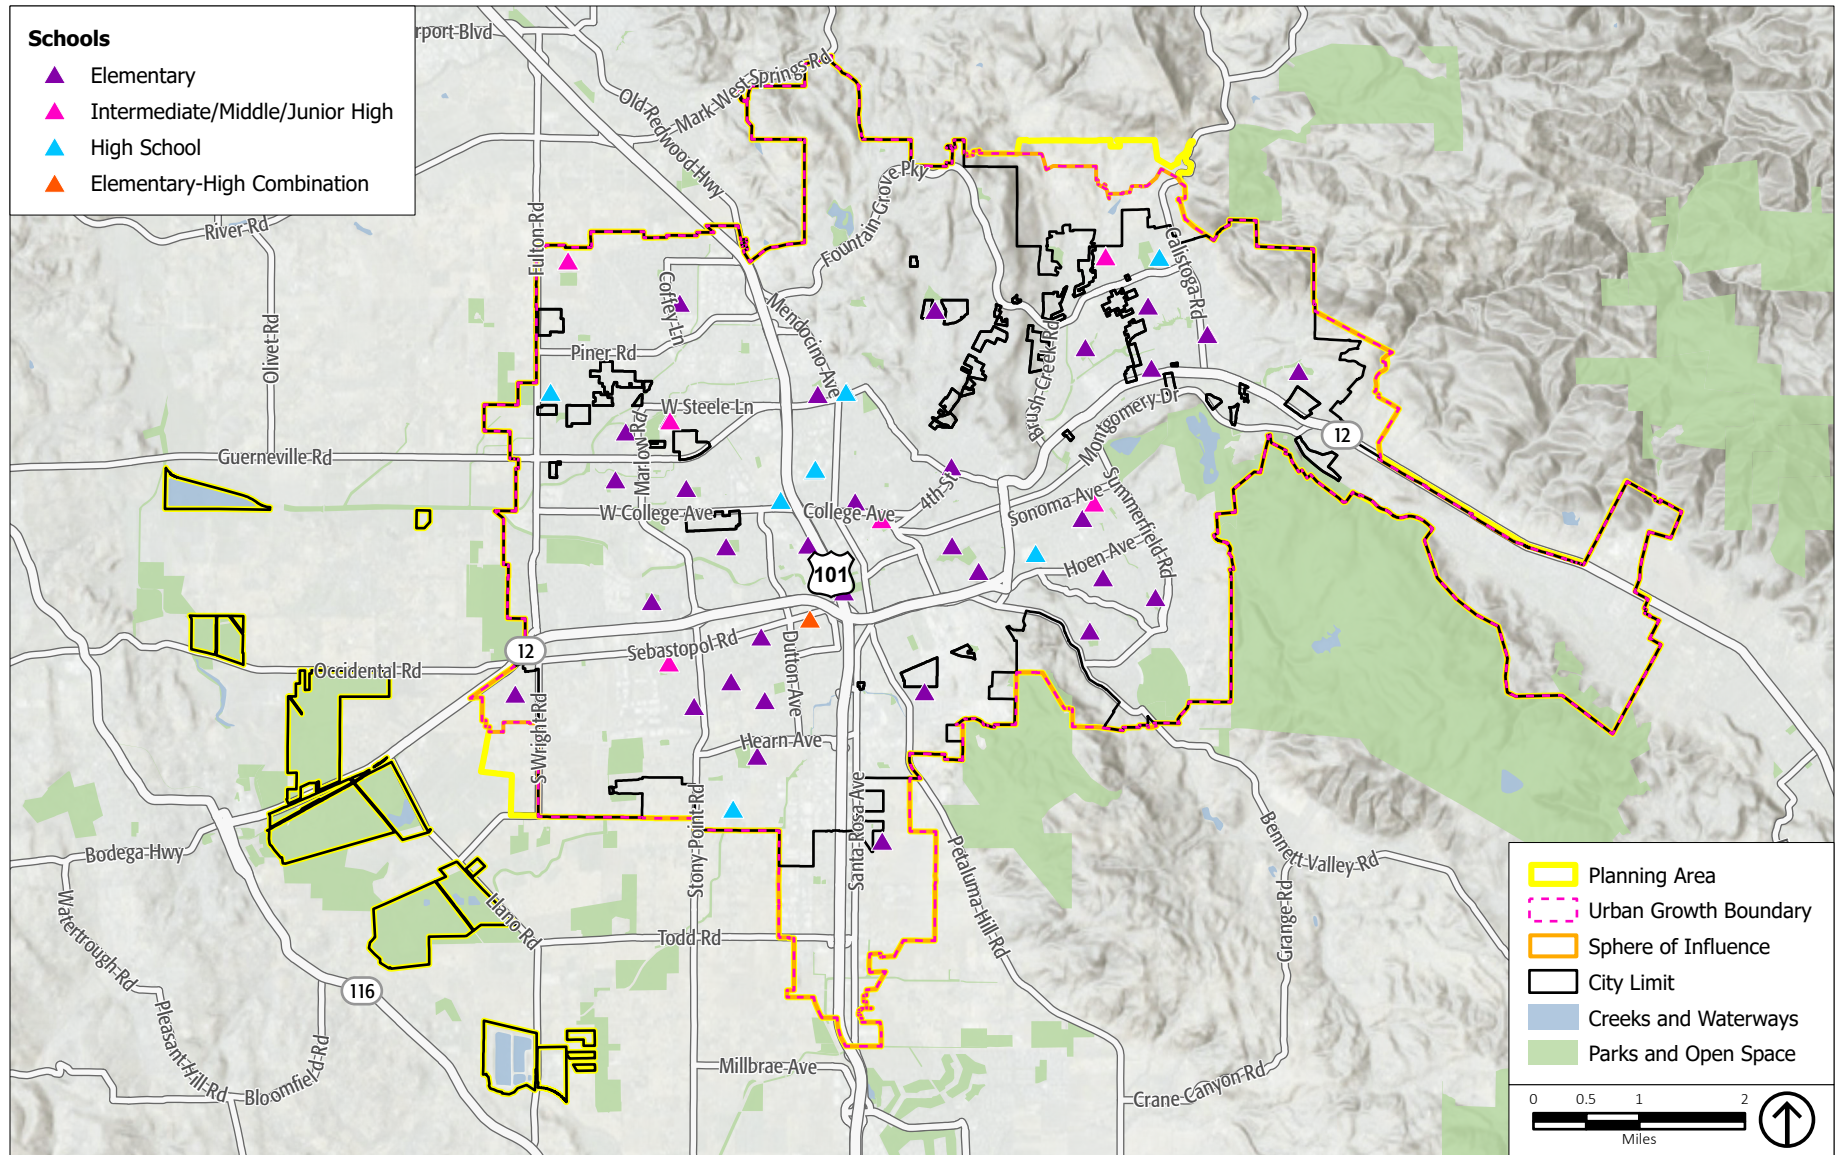 Schools
Elementary
Intermediate/Middle/Junior High
High School
Elementary-High Combination
rport Blvd
Mark West Springs Rd
Old Redwood Hwy
River Rd
Fulton Rd
Fountain Grove Pky
Calistoga Rd
Coffey Ln
Olivet Rd
Mendocino Ave
Piner Rd
Brush Creek Rd
W Steele Ln
Montgomery Dr
Marlow Rd
12
Guerneville Rd
4th St
Summerfield Rd
Sonoma Ave
W College Ave
College Ave
Hoen Ave
101
12
Sebastopol Rd
Dutton Ave
Occidental Rd
S Wright Rd
Hearn Ave
Stony Point Rd
Santa Rosa Ave
Petaluma Hill Rd
Bennett Valley Rd
Bodega Hwy
Grange Rd
Watertrough Rd
Llano Rd
Todd Rd
116
Pleasant Hill Rd
Bloomfield Rd
Millbrae Ave
Crane Canyon Rd
Planning Area
Urban Growth Boundary
Sphere of Influence
City Limit
Creeks and Waterways
Parks and Open Space
0 0.5 1 2
Miles